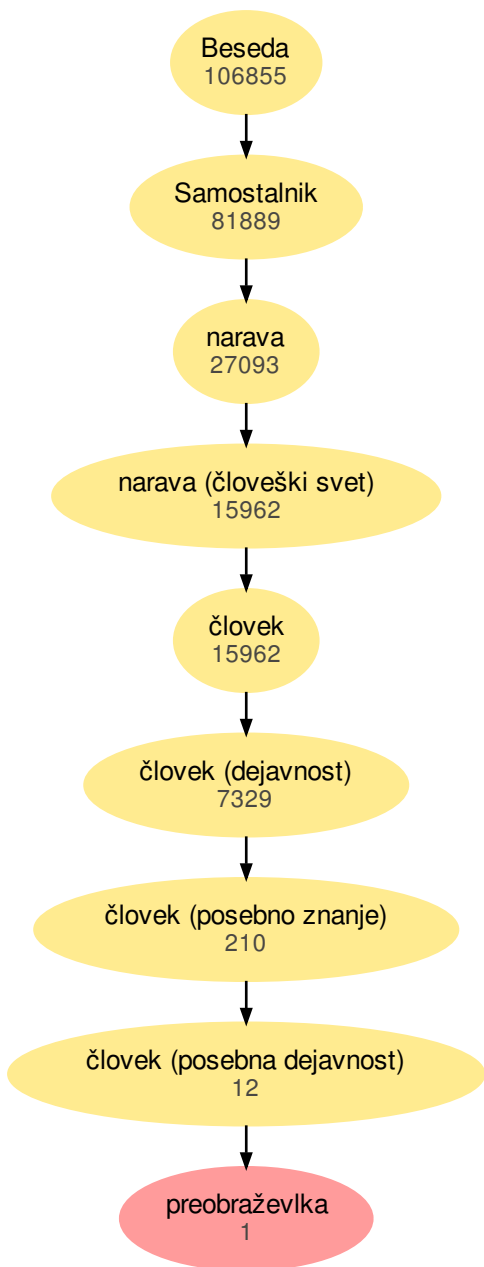 Beseda
106855
Samostalnik
81889
narava
27093
narava (človeški svet)
15962
človek
15962
človek (dejavnost)
7329
človek (posebno znanje)
210
človek (posebna dejavnost)
12
preobraževlka
1